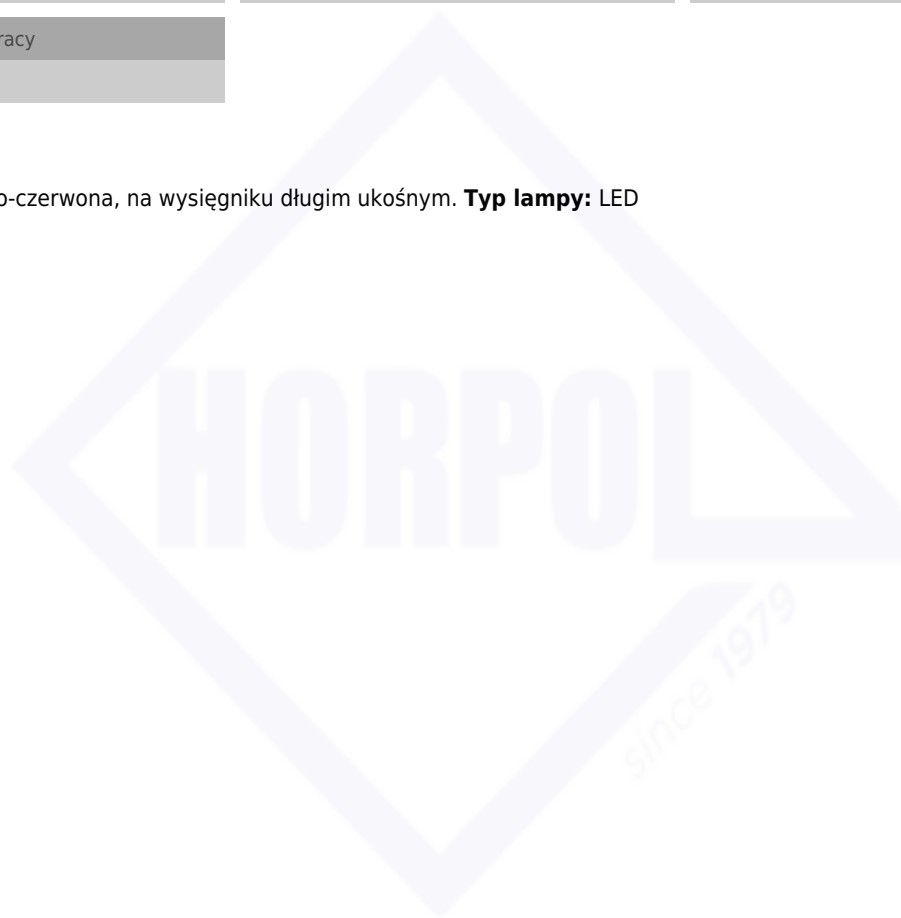 racy
o-czerwona, na wysięgniku długim ukośnym. Typ lampy: LED
HORPOL
since 1979